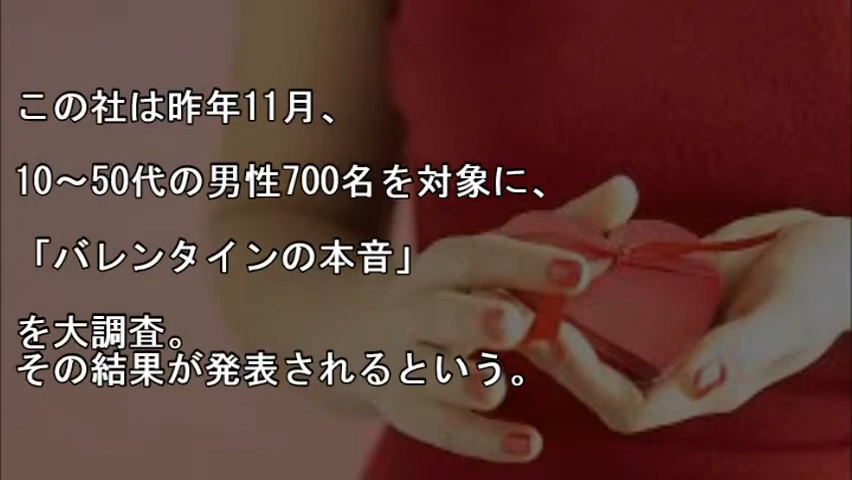 この社は昨年11月、
10～50代の男性700名を対象に、
「バレンタインの本音」
を大調査。
その結果が発表されるという。